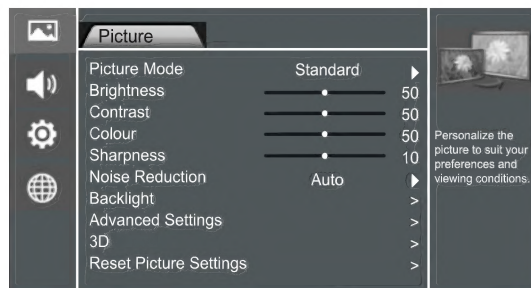 Picture
Picture Mode Standard
Brightness 50
Contrast 50
Colour 50
Sharpness 10
Noise Reduction Auto
Backlight >
Advanced Settings >
3D >
Reset Picture Settings >
Personalize the
picture to suit your
preferences and
viewing conditions.